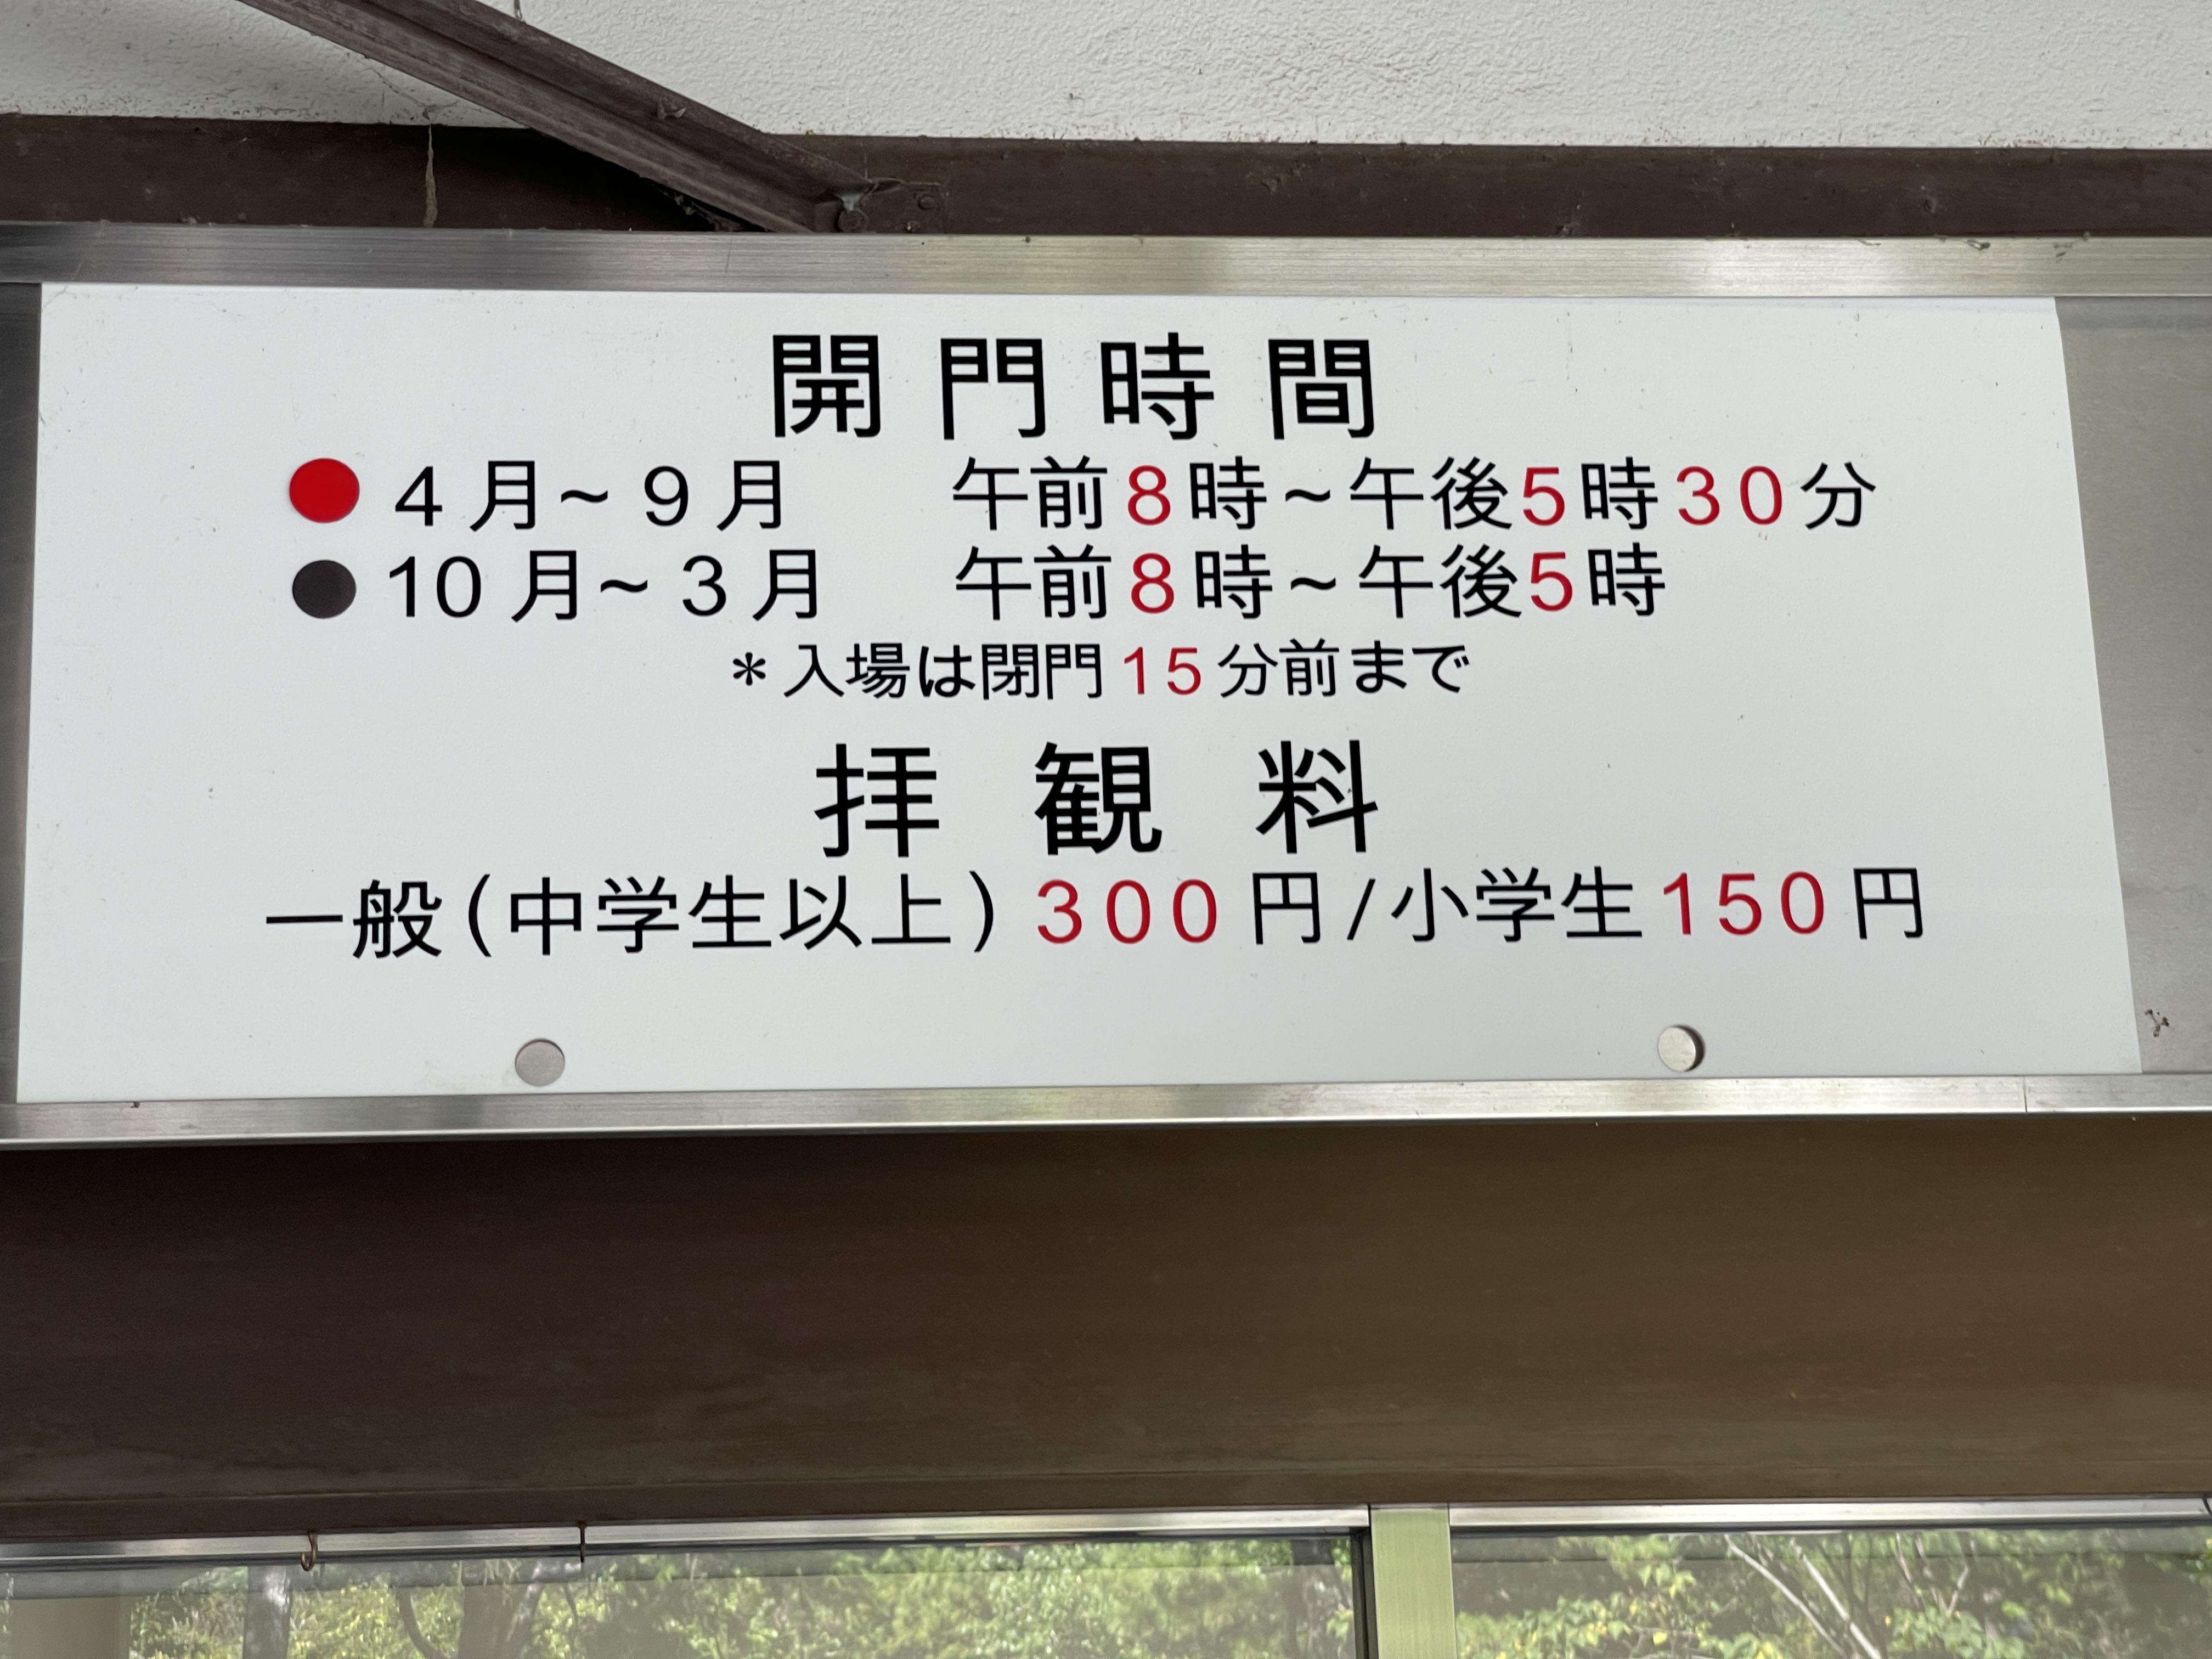 開門時間
● 4月~9月 午前8時~午後5時30分
● 10月~3月 午前8時~午後5時
*入場は閉門15分前まで
拝観料
一般(中学生以上)300円/小学生150円